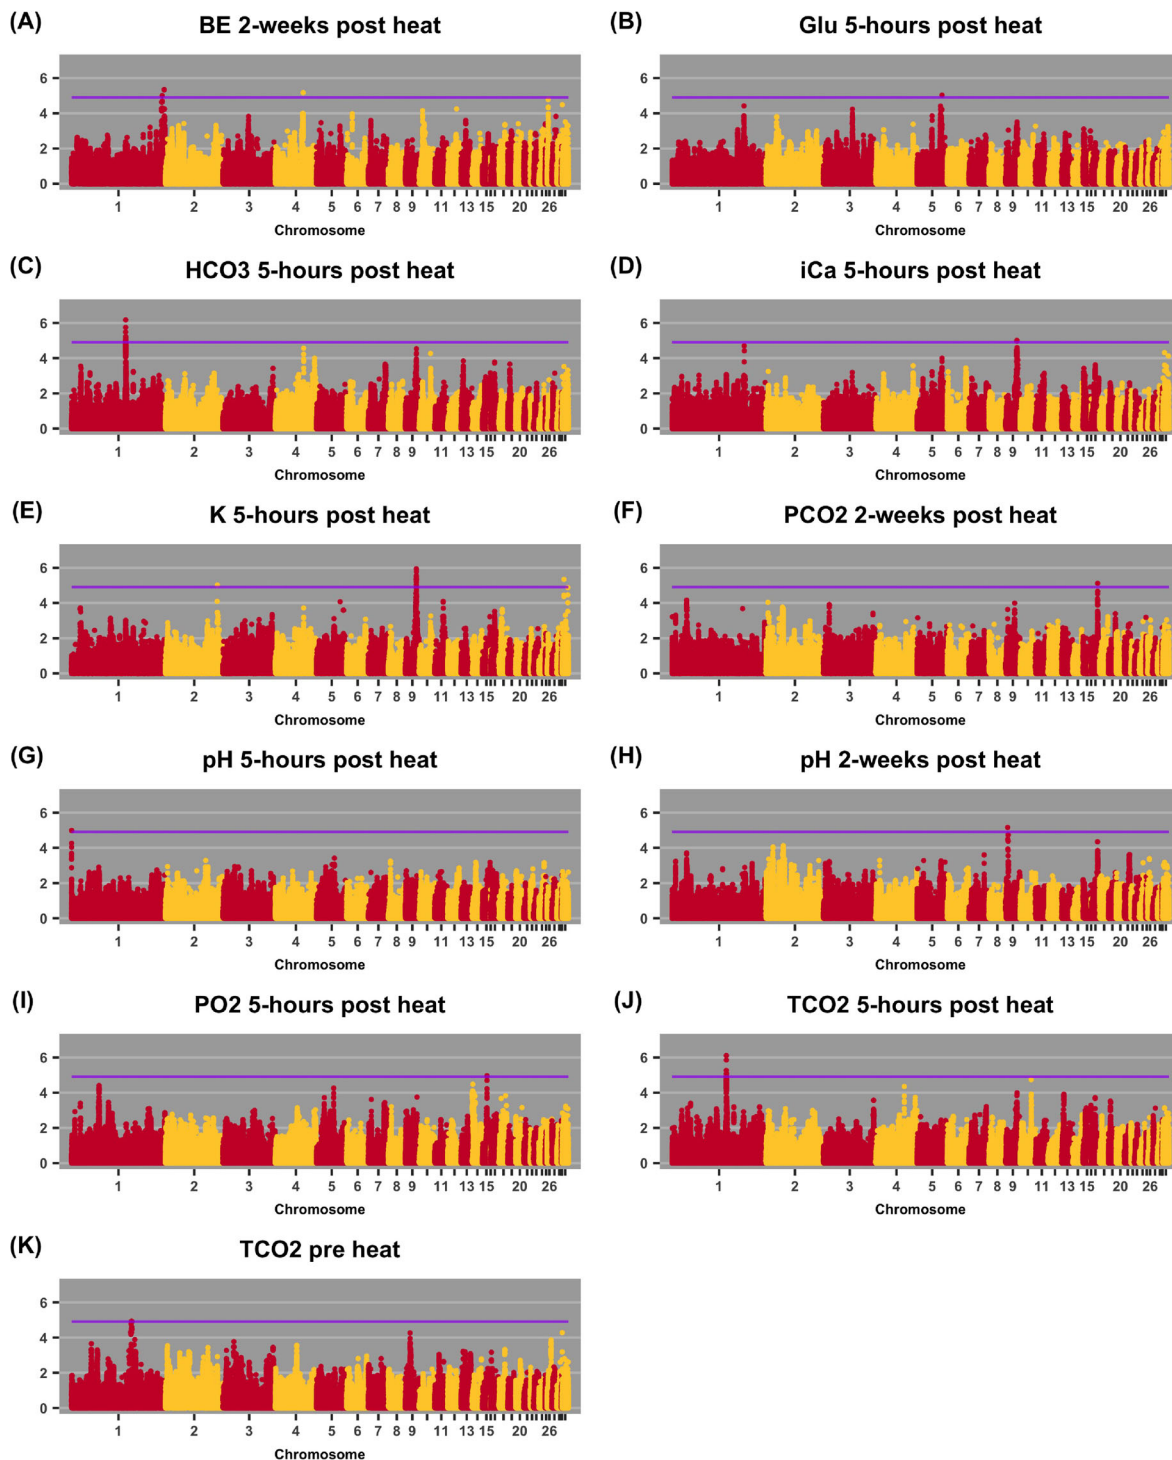 (A) BE 2-weeks post heat
6
4
2
0
1 2 3 4 5 6 7 8 9 11 13 15 20 26
Chromosome
(B) Glu 5-hours post heat
6
4
2
0
1 2 3 4 5 6 7 8 9 11 13 15 20 26
Chromosome
(C) HCO3 5-hours post heat
6
4
2
0
1 2 3 4 5 6 7 8 9 11 13 15 20 26
Chromosome
(D) iCa 5-hours post heat
6
4
2
0
1 2 3 4 5 6 7 8 9 11 13 15 20 26
Chromosome
(E) K 5-hours post heat
6
4
2
0
1 2 3 4 5 6 7 8 9 11 13 15 20 26
Chromosome
(F) PCO2 2-weeks post heat
6
4
2
0
1 2 3 4 5 6 7 8 9 11 13 15 20 26
Chromosome
(G) pH 5-hours post heat
6
4
2
0
1 2 3 4 5 6 7 8 9 11 13 15 20 26
Chromosome
(H) pH 2-weeks post heat
6
4
2
0
1 2 3 4 5 6 7 8 9 11 13 15 20 26
Chromosome
(I) PO2 5-hours post heat
6
4
2
0
1 2 3 4 5 6 7 8 9 11 13 15 20 26
Chromosome
(J) TCO2 5-hours post heat
6
4
2
0
1 2 3 4 5 6 7 8 9 11 13 15 20 26
Chromosome
(K) TCO2 pre heat
6
4
2
0
1 2 3 4 5 6 7 8 9 11 13 15 20 26
Chromosome